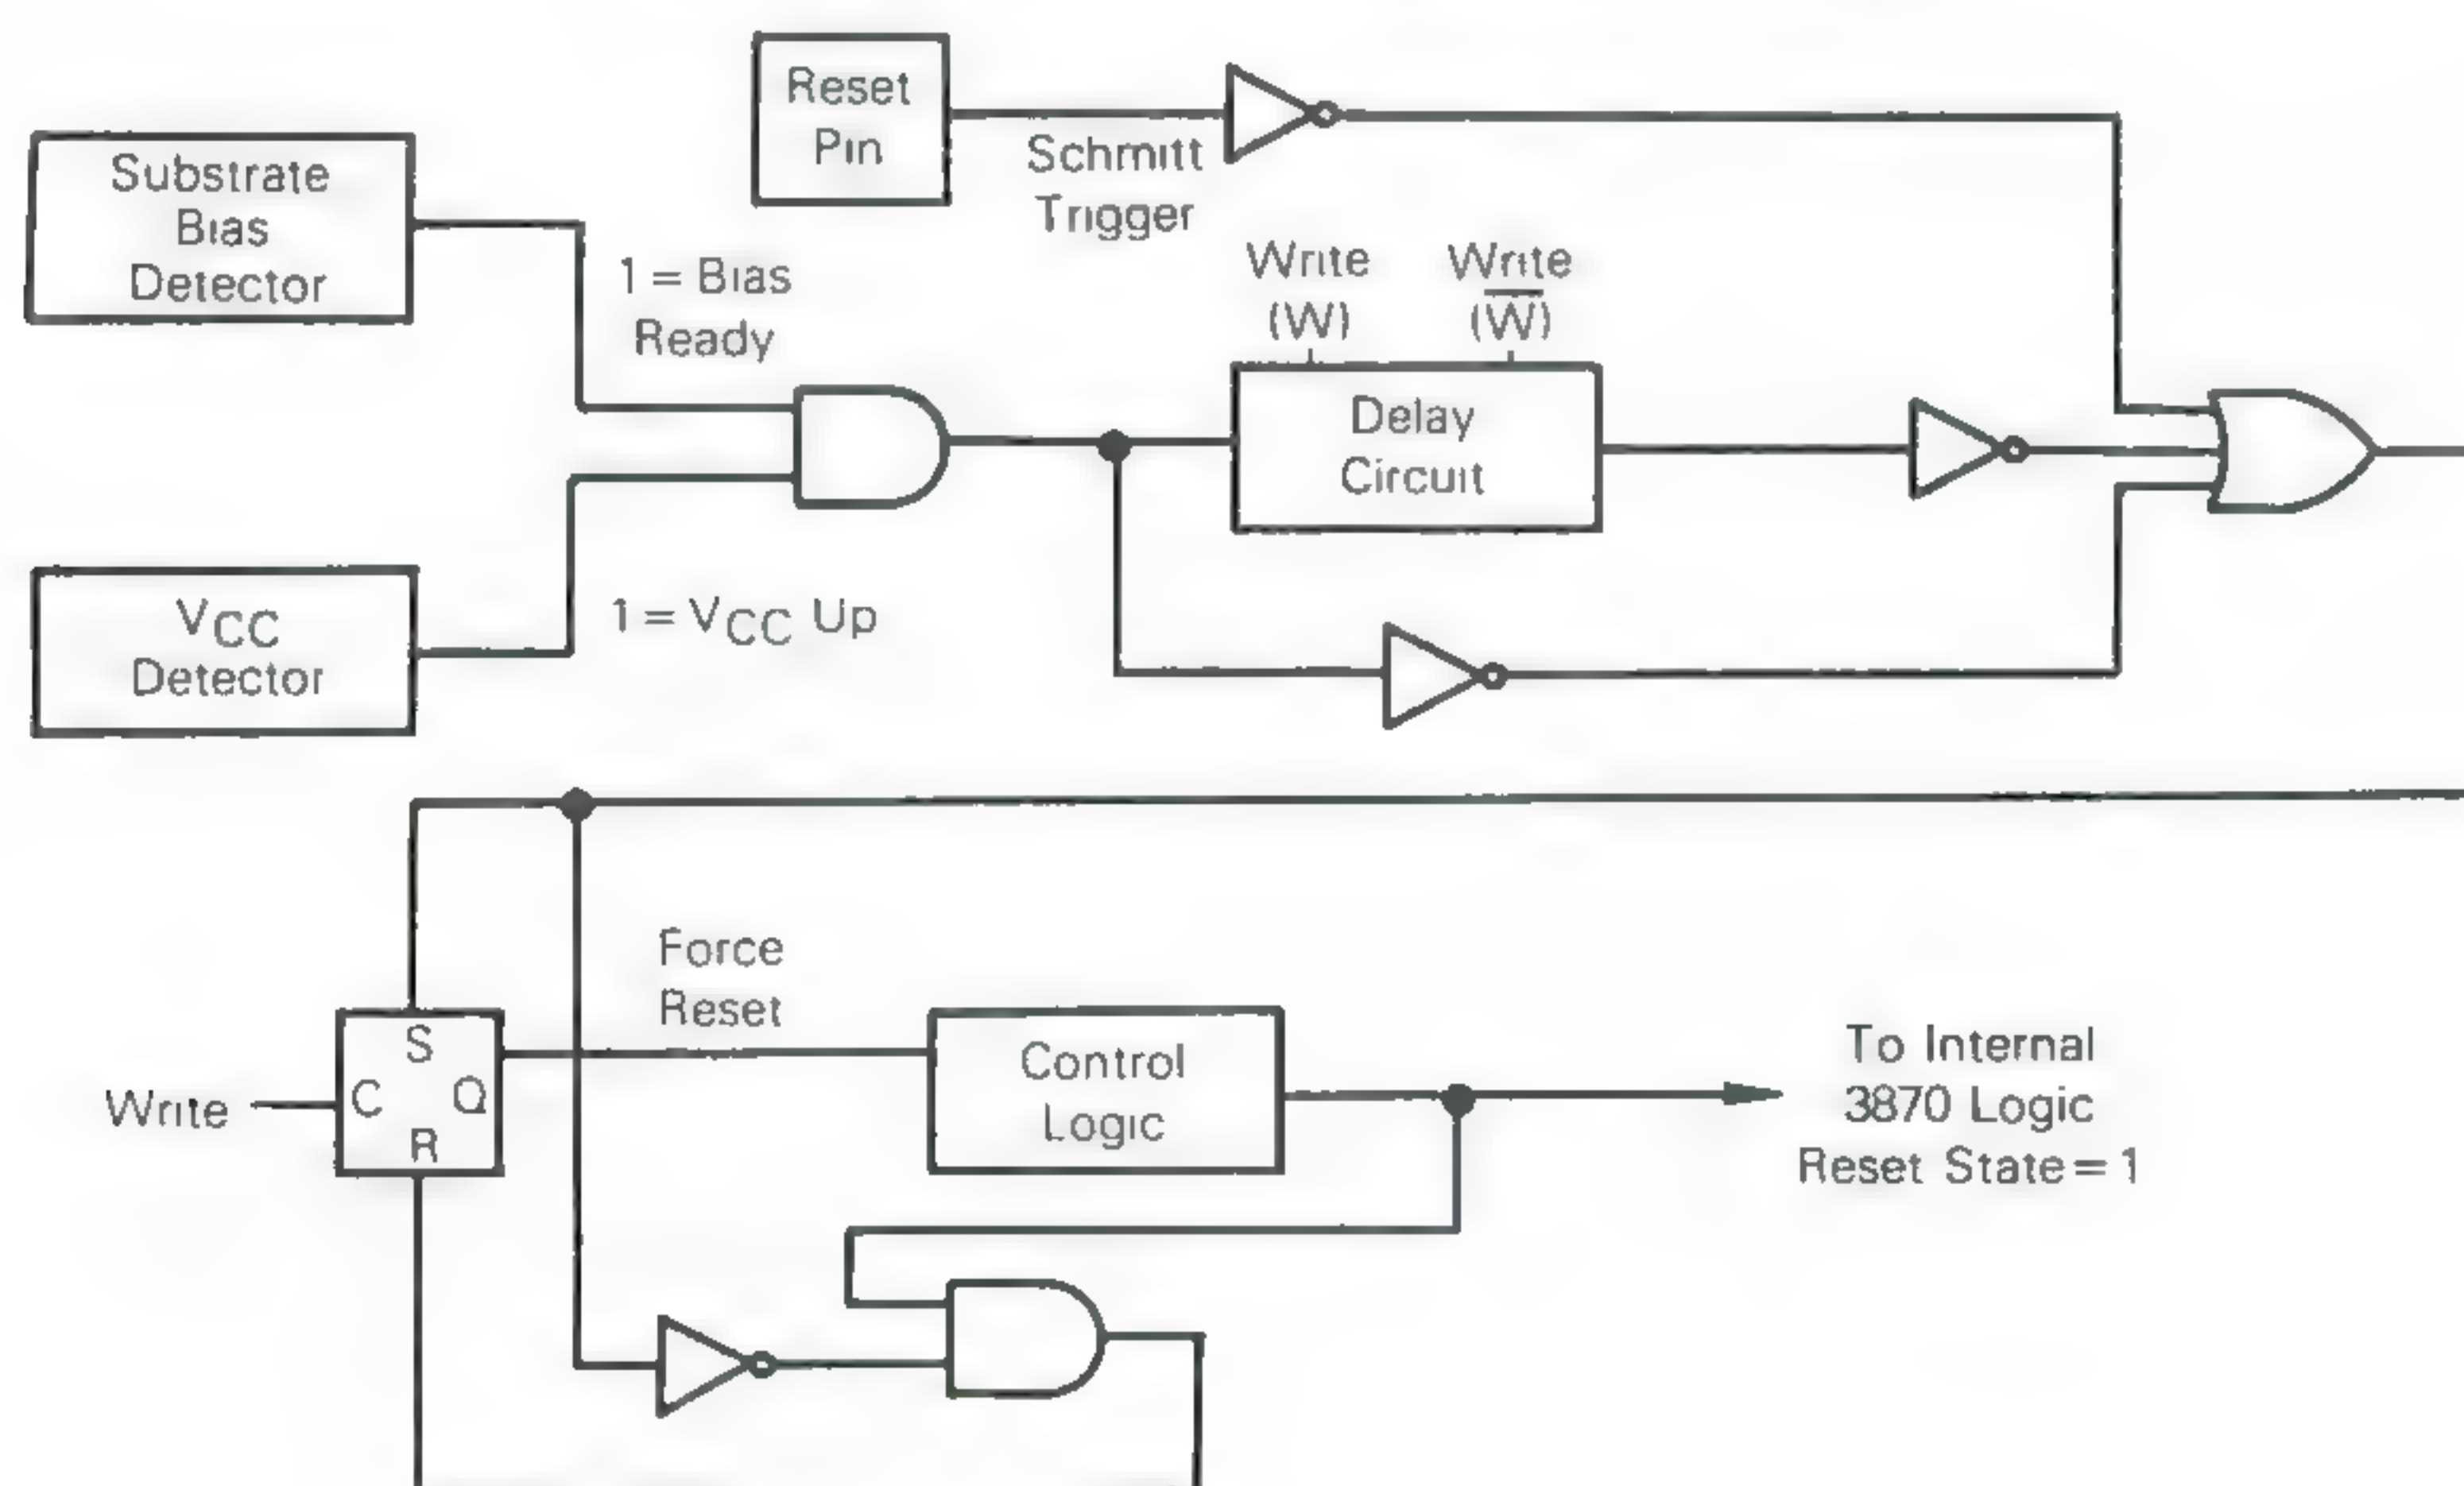 Reset
Pin
Schmitt
Trigger
Substrate
Bias
Detector
1 = Bias
Ready
Write
(W)
Write
(W̅)
Delay
Circuit
VCC
Detector
1 = VCC Up
Force
Reset
Write
S
C
Q
R
Control
Logic
To Internal
3870 Logic
Reset State = 1